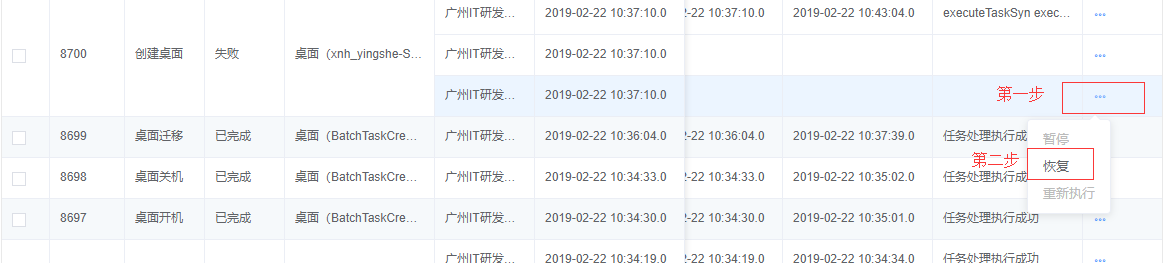 广州IT研发... 2019-02-22 10:37:10.0 2-22 10:37:10.0 2019-02-22 10:43:04.0 executeTaskSyn exec... •••
8700 创建桌面 失败 桌面（xnh_yingshe-S... 广州IT研发... 2019-02-22 10:37:10.0 •••
广州IT研发... 2019-02-22 10:37:10.0 第一步 •••
8699 桌面迁移 已完成 桌面（BatchTaskCre... 广州IT研发... 2019-02-22 10:36:04.0 2-22 10:36:04.0 2019-02-22 10:37:39.0 任务处理执行成
暂停
第二步 恢复
8698 桌面关机 已完成 桌面（BatchTaskCre... 广州IT研发... 2019-02-22 10:34:33.0 2-22 10:34:33.0 2019-02-22 10:35:02.0 任务处理执行成
重新执行
8697 桌面开机 已完成 桌面（BatchTaskCre... 广州IT研发... 2019-02-22 10:34:30.0 2-22 10:34:30.0 2019-02-22 10:35:01.0 任务处理执行成功 •••
广州IT研发... 2019-02-22 10:34:19.0 2-22 10:34:19.0 2019-02-22 10:34:34.0 任务处理执行成功 •••